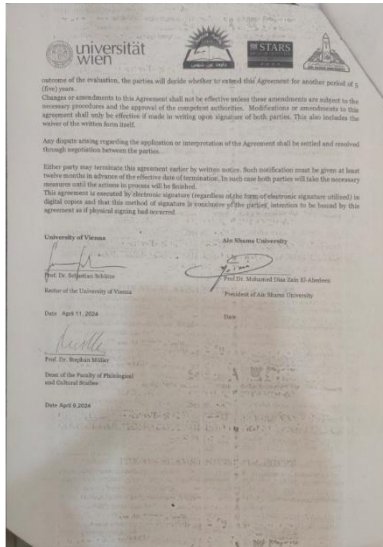 universität
wien
STARS
outcome of the evaluation, the parties will decide whether to extend this Agreement for another period of 5
(five) years.
Changes or amendments to this Agreement shall not be effective unless these amendments are subject to the
necessary procedures and the approval of the competent authorities. Modifications or amendments to this
agreement shall only be effective if made in writing upon signature of both parties. This also includes the
waiver of the written form itself.
Any dispute arising regarding the application or interpretation of the Agreement shall be settled and resolved
through negotiation between the parties.
Either party may terminate this agreement earlier by written notice. Such notification must be given at least
twelve months in advance of the effective date of termination. In such case both parties will take the necessary
measures until the actions in process will be finished.
This agreement is executed by electronic signature (regardless of the form of electronic signature utilized) in
digital copies and that this method of signature is conclusive of the parties' intention to be bound by this
agreement as if physical signing had occurred.
University of Vienna
Ain Shams University
Prof. Dr. Sebastian Schütze
Prof Dr. Mohamed Diaa Zain El-Abedeen
Rector of the University of Vienna
President of Ain Shams University
Date April 11, 2024
Date
Prof. Dr. Stephan Müller
Dean of the Faculty of Philological
and Cultural Studies
Date April 8 2024